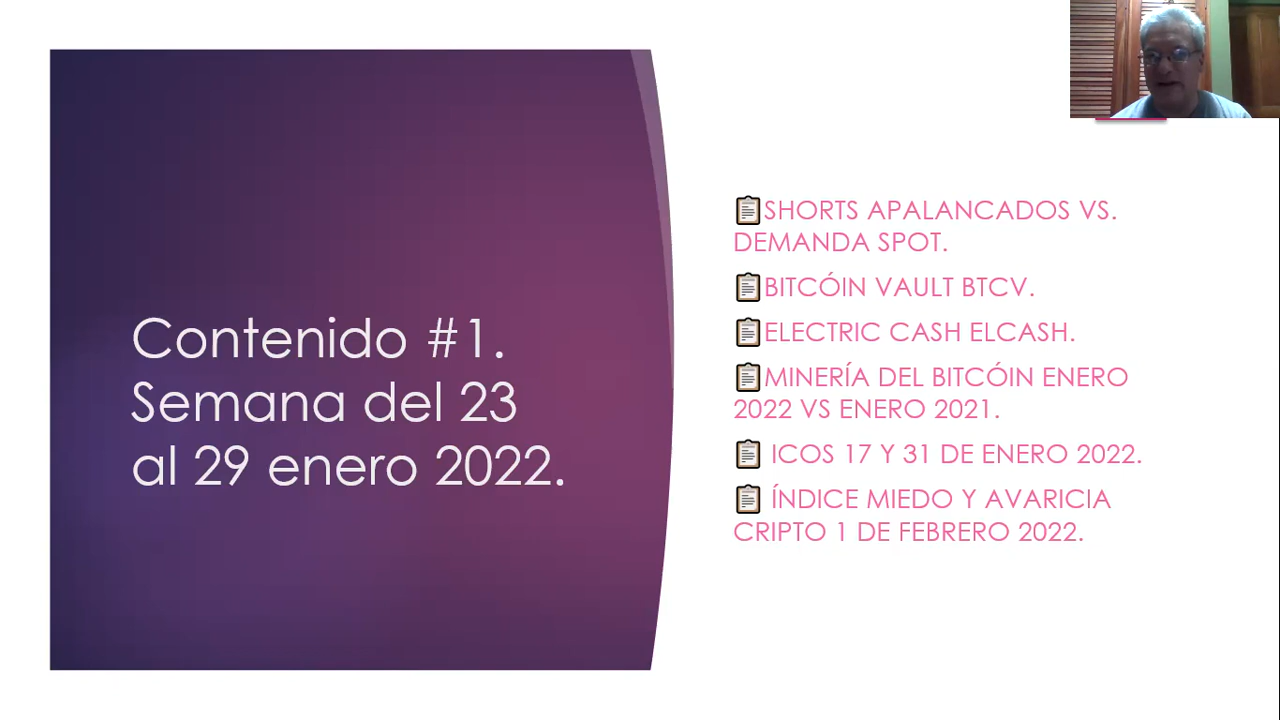 Contenido #1.
Semana del 23
al 29 enero 2022.
SHORTS APALANCADOS VS.
DEMANDA SPOT.
BITCÓIN VAULT BTCV.
ELECTRIC CASH ELCASH.
MINERÍA DEL BITCÓIN ENERO
2022 VS ENERO 2021.
ICOS 17 Y 31 DE ENERO 2022.
ÍNDICE MIEDO Y AVARICIA
CRIPTO 1 DE FEBRERO 2022.